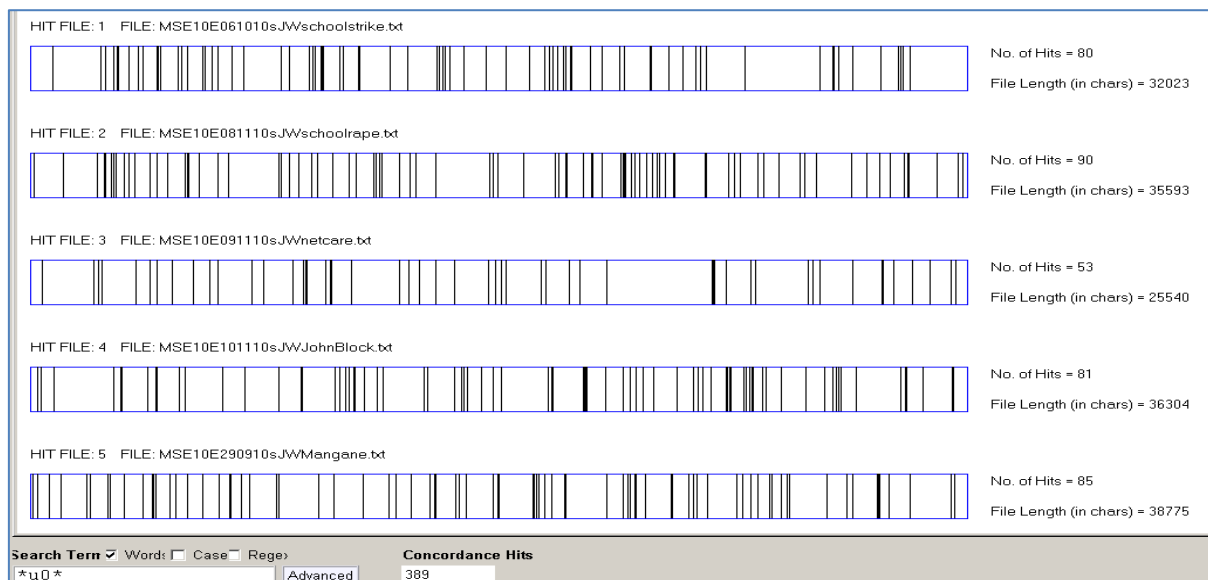 HIT FILE: 1 FILE: MSE10E061010sJWschoolstrike.txt
No. of Hits = 80
File Length (in chars) = 32023
HIT FILE: 2 FILE: MSE10E081110sJWschoolrape.txt
No. of Hits = 90
File Length (in chars) = 35593
HIT FILE: 3 FILE: MSE10E091110sJWnetcare.txt
No. of Hits = 53
File Length (in chars) = 25540
HIT FILE: 4 FILE: MSE10E101110sJWJohnBlock.txt
No. of Hits = 81
File Length (in chars) = 36304
HIT FILE: 5 FILE: MSE10E290910sJWMangane.txt
No. of Hits = 85
File Length (in chars) = 38775
Search Term Words Case Regex Concordance Hits
*u0* Advanced 389